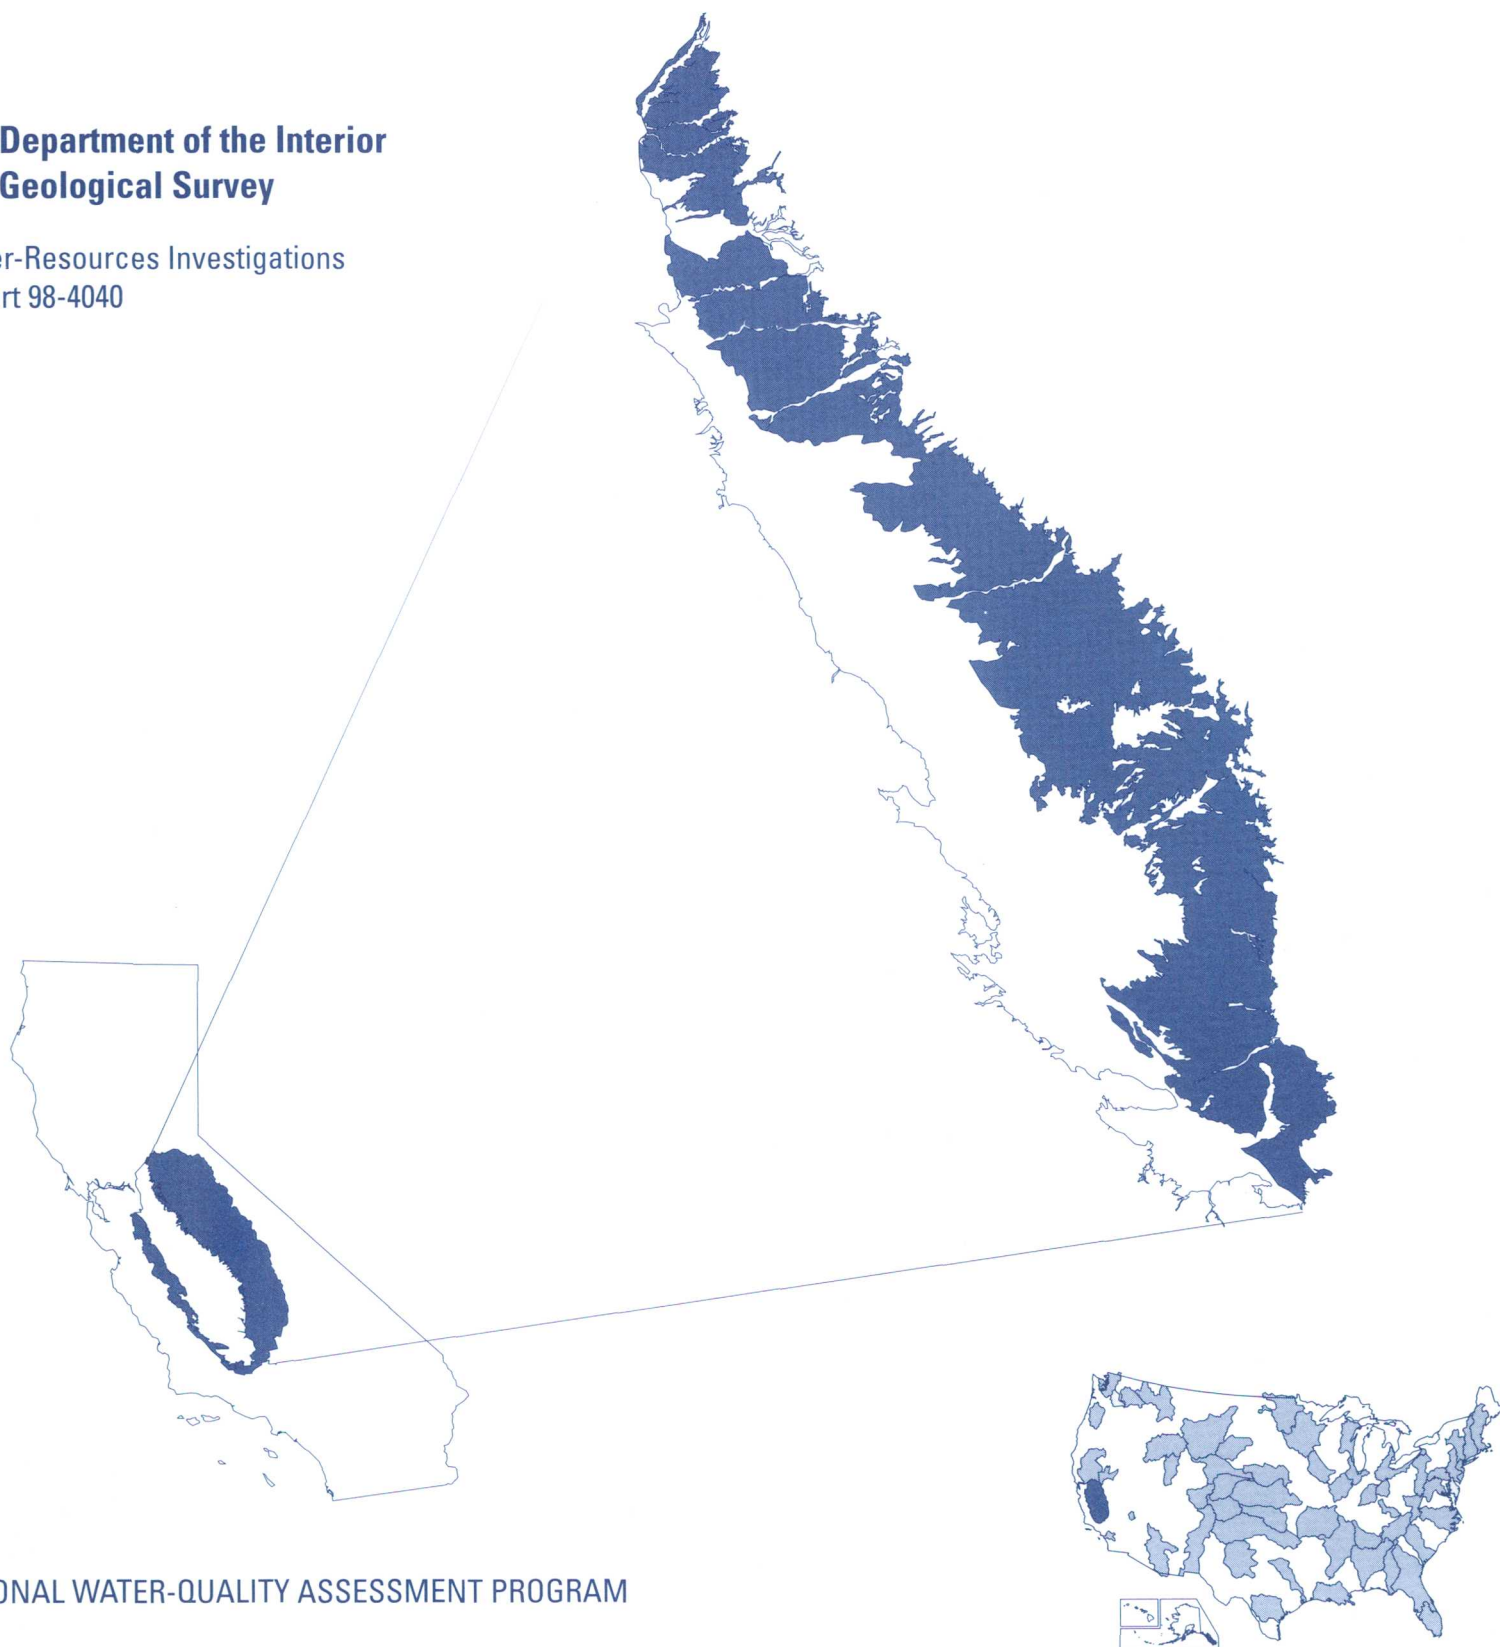 Department of the Interior
Geological Survey
er-Resources Investigations
rt 98-4040
ONAL WATER-QUALITY ASSESSMENT PROGRAM